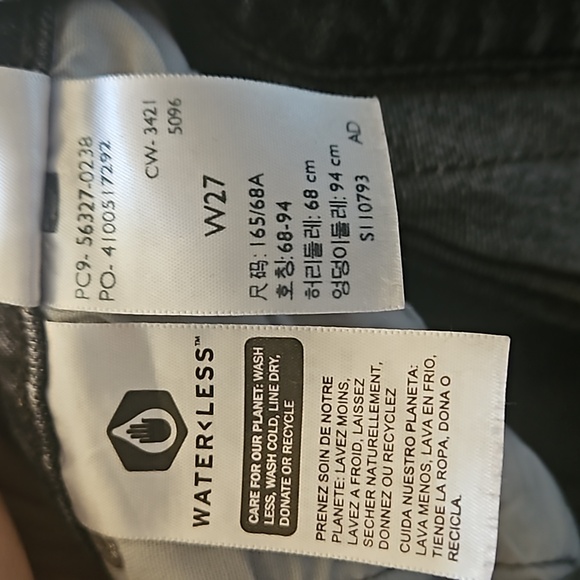 PC9- 56327-0238
PO- 4100517292
CW- 3421
5096
W27
尺码: 165/68A
호칭: 68-94
허리둘레: 68 cm
엉덩이둘레: 94 cm
S110793 AD
WATER<LESS™
CARE FOR OUR PLANET: WASH
LESS, WASH COLD, LINE DRY,
DONATE OR RECYCLE
PRENEZ SOIN DE NOTRE
PLANETE: LAVEZ MOINS,
LAVEZ A FROID, LAISSEZ
SECHER NATURELLEMENT,
DONNEZ OU RECYCLEZ
CUIDA NUESTRO PLANETA:
LAVA MENOS, LAVA EN FRIO,
TIENDE LA ROPA, DONA O
RECICLA.